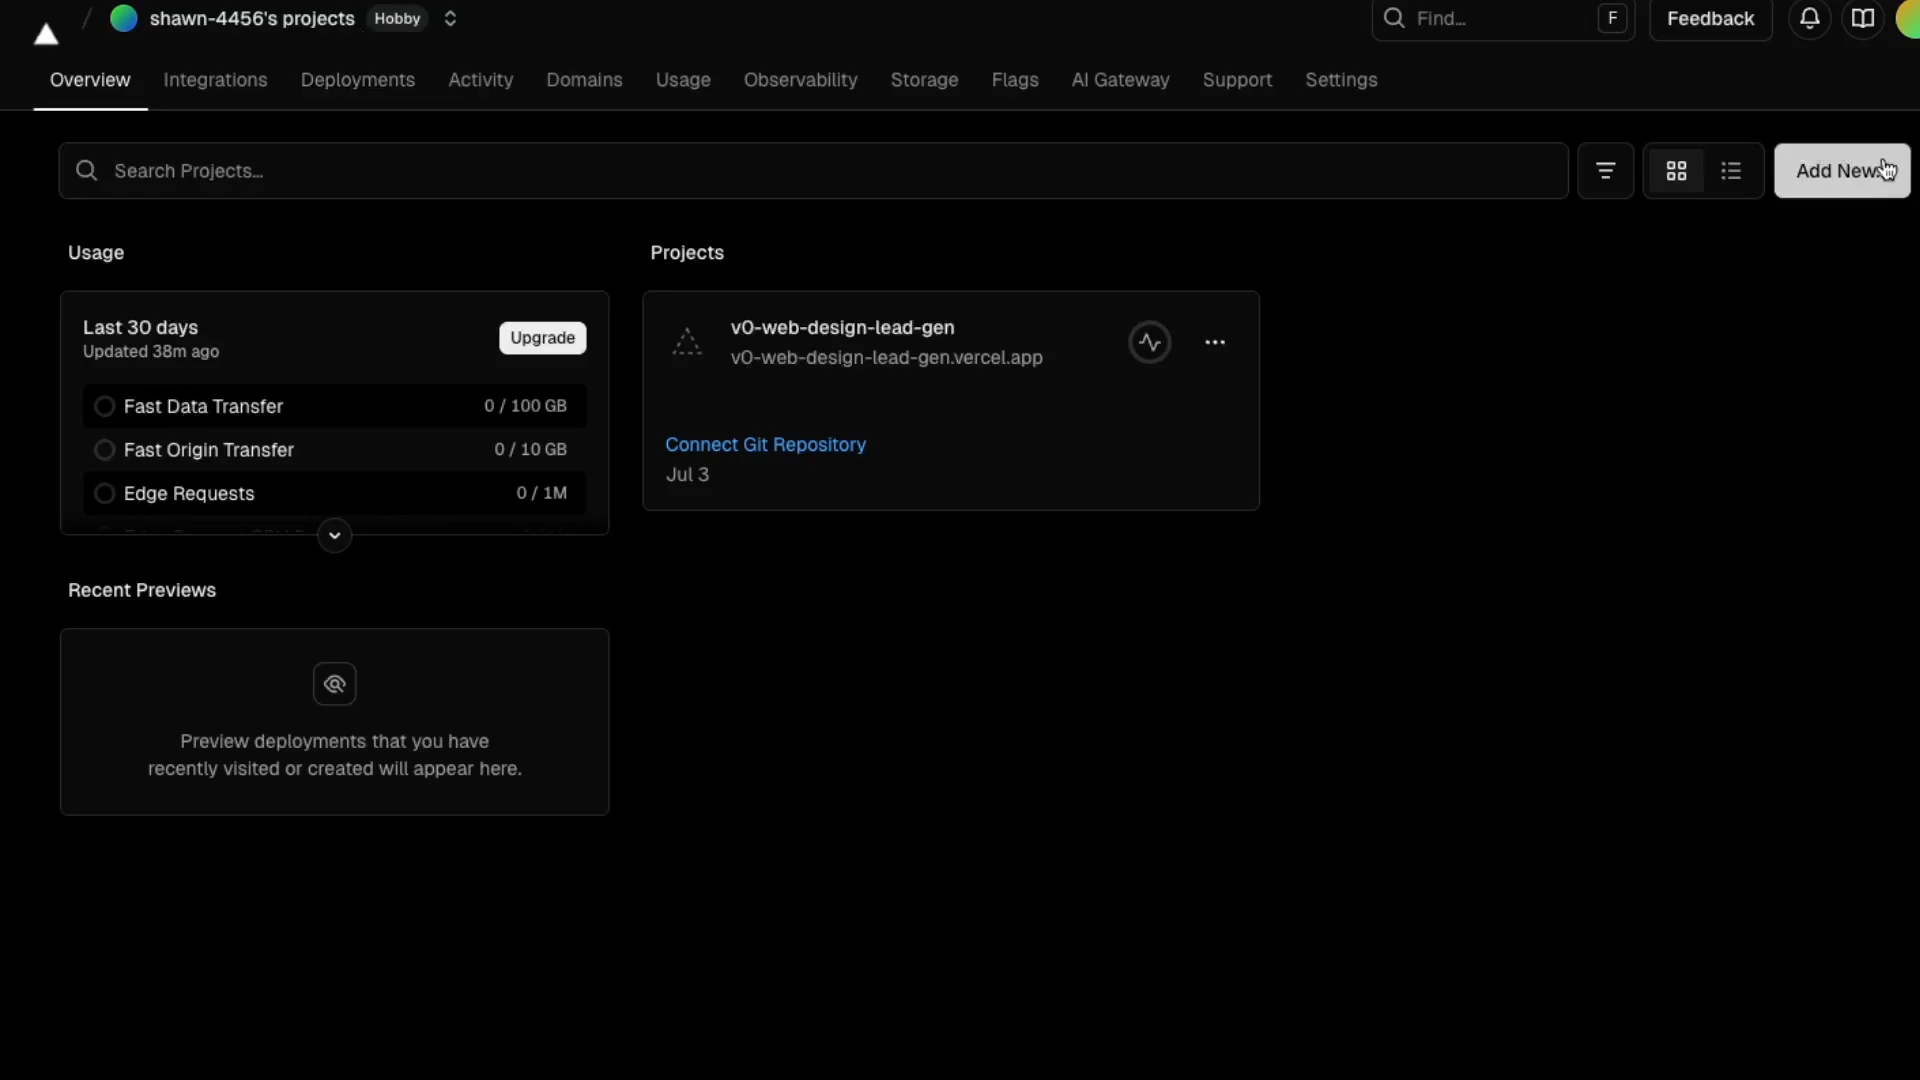 shawn-4456's projects Hobby
Find... F
Feedback
Overview Integrations Deployments Activity Domains Usage Observability Storage Flags AI Gateway Support Settings
Search Projects...
Add New
Usage
Last 30 days
Updated 38m ago
Upgrade
Fast Data Transfer 0 / 100 GB
Fast Origin Transfer 0 / 10 GB
Edge Requests 0 / 1M
Recent Previews
Preview deployments that you have
recently visited or created will appear here.
Projects
v0-web-design-lead-gen
v0-web-design-lead-gen.vercel.app
Connect Git Repository
Jul 3